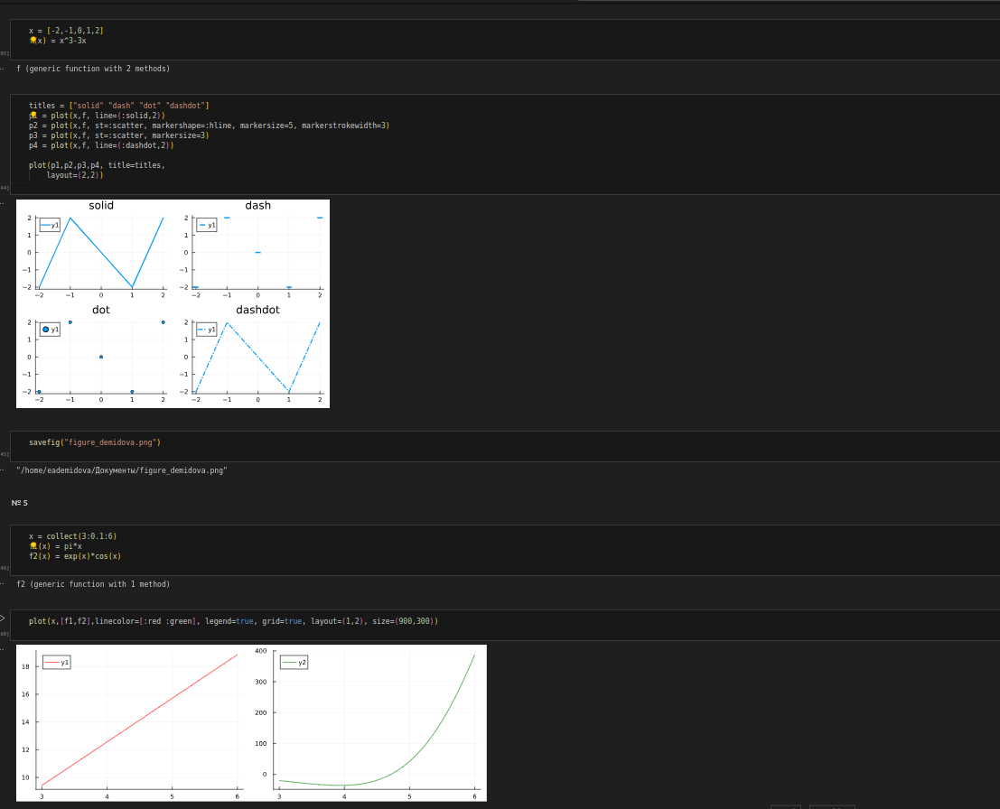 x = [-2,-1,0,1,2]
(x) = x^3-3x
f (generic function with 2 methods)
titles = ["solid" "dash" "dot" "dashdot"]
= plot(x,f, line=(:solid,2))
p2 = plot(x,f, st=:scatter, markershape=:hline, markersize=5, markerstrokewidth=3)
p3 = plot(x,f, st=:scatter, markersize=3)
p4 = plot(x,f, line=(:dashdot,2))
plot(p1,p2,p3,p4, title=titles,
layout=(2,2))
44]
solid
dash
2
1
0
−1
−2
y1
−2 −1 0 1 2
2
1
0
−1
−2
y1
−2 −1 0 1 2
dot
dashdot
2
1
0
−1
−2
y1
−2 −1 0 1 2
2
1
0
−1
−2
y1
−2 −1 0 1 2
savefig("figure_demidova.png")
45]
"/home/eademidova/Документы/figure_demidova.png"
№ 5
x = collect(3:0.1:6)
(x) = pi*x
f2(x) = exp(x)*cos(x)
46]
f2 (generic function with 1 method)
plot(x,[f1,f2],linecolor=[:red :green], legend=true, grid=true, layout=(1,2), size=(900,300))
60]
18
16
14
12
10
y1
3 4 5 6
400
300
200
100
0
y2
3 4 5 6